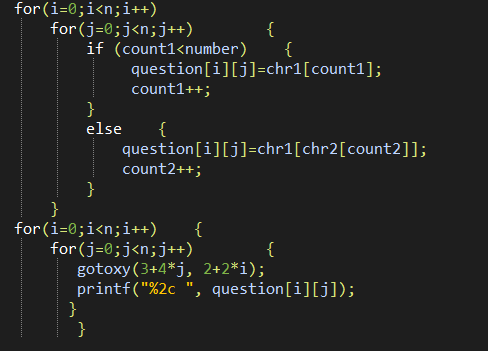 for(i=0;i<n;i++)
for(j=0;j<n;j++) {
if (count1<number) {
question[i][j]=chr1[count1];
count1++;
}
else {
question[i][j]=chr1[chr2[count2]];
count2++;
}
}
for(i=0;i<n;i++) {
for(j=0;j<n;j++) {
gotoxy(3+4*j, 2+2*i);
printf("%2c ", question[i][j]);
}
}